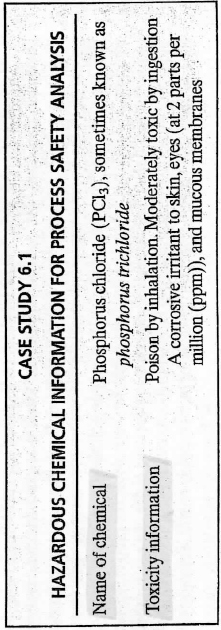 CASE STUDY 6.1
HAZARDOUS CHEMICAL INFORMATION FOR PROCESS SAFETY ANALYSIS
Name of chemical Phosphorus chloride (PCl3), sometimes known as
phosphorus trichloride
Toxicity information Poison by inhalation. Moderately toxic by ingestion
A corrosive irritant to skin, eyes (at 2 parts per
million (ppm)), and mucous membranes